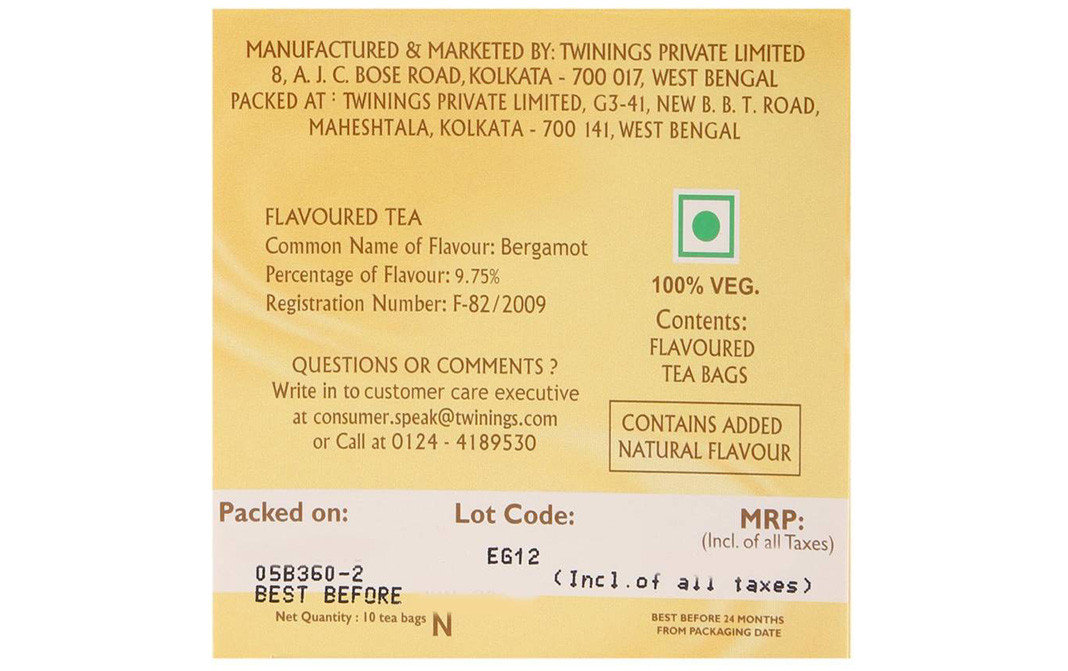 MANUFACTURED & MARKETED BY: TWININGS PRIVATE LIMITED
8, A. J. C. BOSE ROAD, KOLKATA - 700 017, WEST BENGAL
PACKED AT : TWININGS PRIVATE LIMITED, G3-41, NEW B. B. T. ROAD,
MAHESHTALA, KOLKATA - 700 141, WEST BENGAL
FLAVOURED TEA
Common Name of Flavour: Bergamot
Percentage of Flavour: 9.75%
Registration Number: F-82/2009
QUESTIONS OR COMMENTS ?
Write in to customer care executive
at consumer.speak@twinings.com
or Call at 0124 - 4189530
100% VEG.
Contents:
FLAVOURED
TEA BAGS
CONTAINS ADDED
NATURAL FLAVOUR
Packed on:
Lot Code:
MRP:
(Incl. of all Taxes)
EG12
05B360-2
(Incl.of all taxes)
BEST BEFORE
Net Quantity : 10 tea bags N
BEST BEFORE 24 MONTHS
FROM PACKAGING DATE